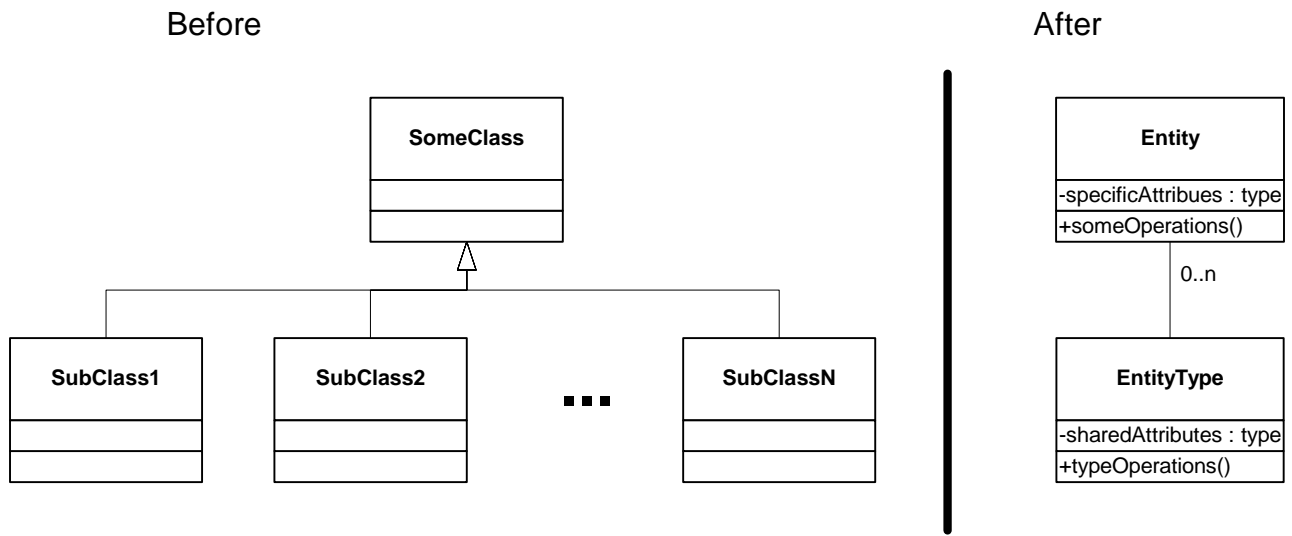 Before
After
SomeClass
SubClass1
SubClass2
...
SubClassN
Entity
-specificAttribues : type
+someOperations()
0..n
EntityType
-sharedAttributes : type
+typeOperations()